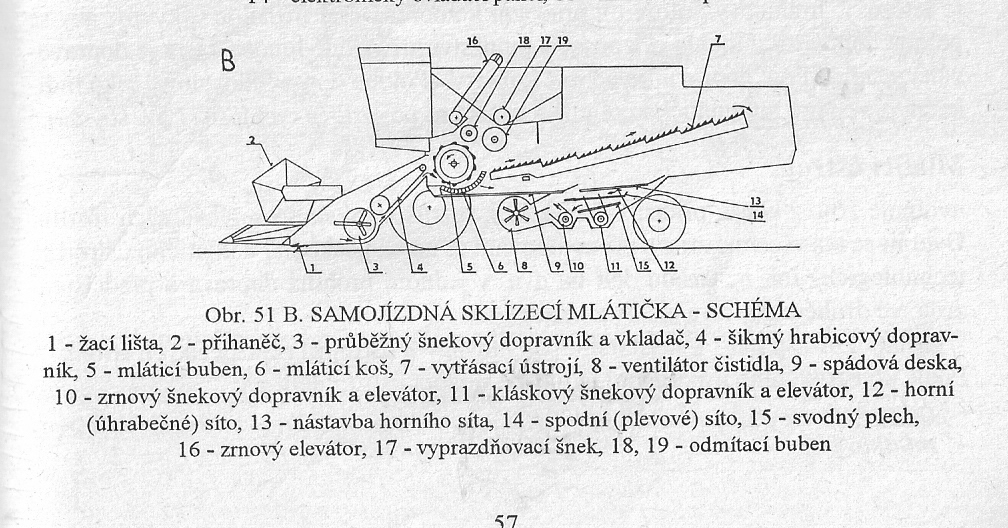 B
16 18 17 19 7
2
13
14
1 3 4 5 6 8 9 10 11 15 12
Obr. 51 B. SAMOJÍZDNÁ SKLÍZECÍ MLÁTIČKA - SCHÉMA
1 - žací lišta, 2 - přihaněč, 3 - průběžný šnekový dopravník a vkladač, 4 - šikmý hrabicový doprav-
ník, 5 - mláticí buben, 6 - mláticí koš, 7 - vytřásací ústrojí, 8 - ventilátor čistidla, 9 - spádová deska,
10 - zrnový šnekový dopravník a elevátor, 11 - kláskový šnekový dopravník a elevátor, 12 - horní
(úhrabečné) síto, 13 - nástavba horního síta, 14 - spodní (plevové) síto, 15 - svodný plech,
16 - zrnový elevátor, 17 - vyprazdňovací šnek, 18, 19 - odmítací buben
57